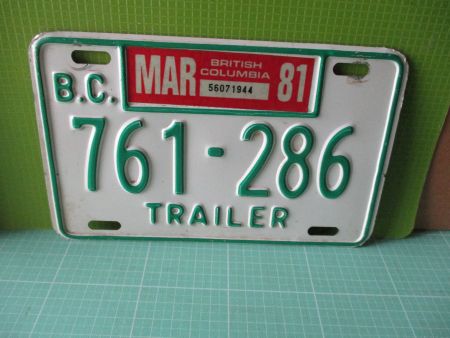 B.C.
MAR BRITISH COLUMBIA 81
56071944
761-286
TRAILER